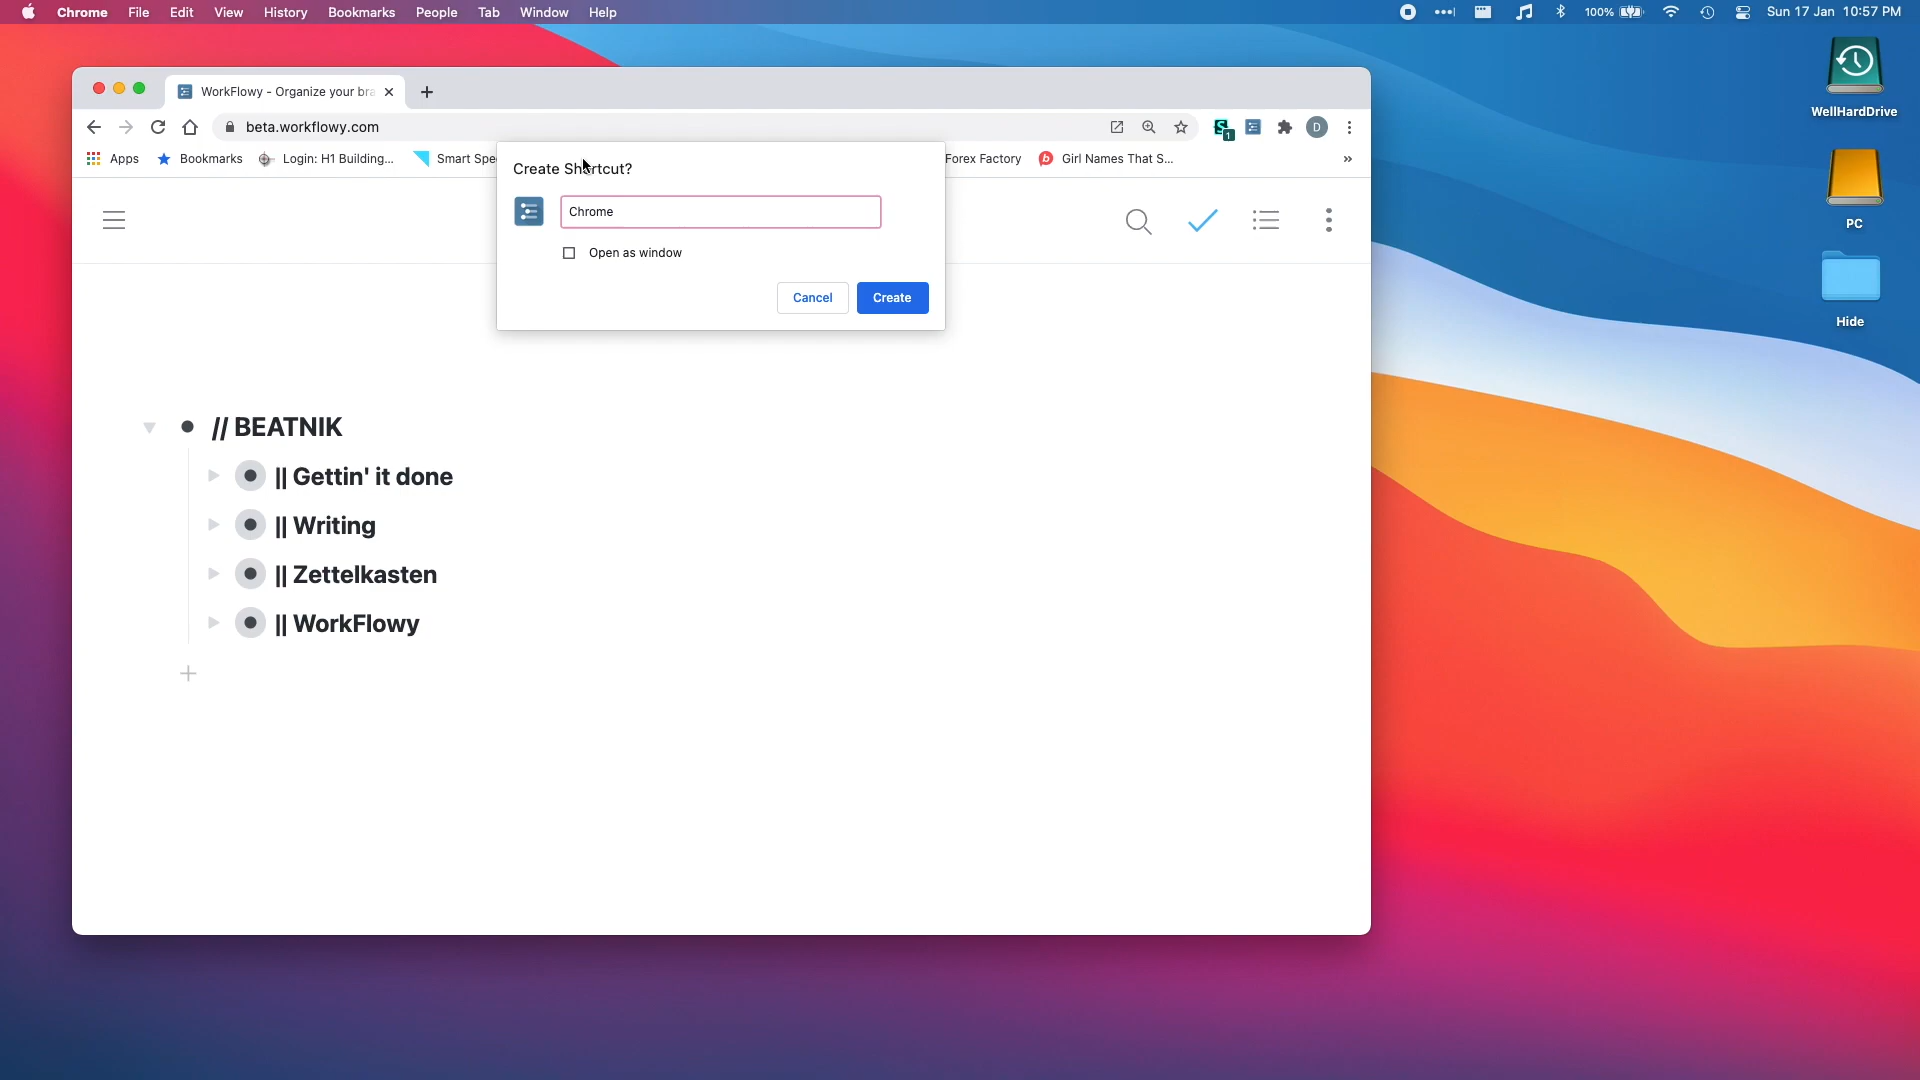 Chrome File Edit View History Bookmarks People Tab Window Help 100% Sun 17 Jan 10:57 PM
WorkFlowy - Organize your bra
beta.workflowy.com
1 D
Apps Bookmarks Login: H1 Building... Smart Spe Forex Factory b Girl Names That S... »
Create Shortcut?
Chrome
Open as window
Cancel Create
// BEATNIK
|| Gettin' it done
|| Writing
|| Zettelkasten
|| WorkFlowy
WellHardDrive
PC
Hide